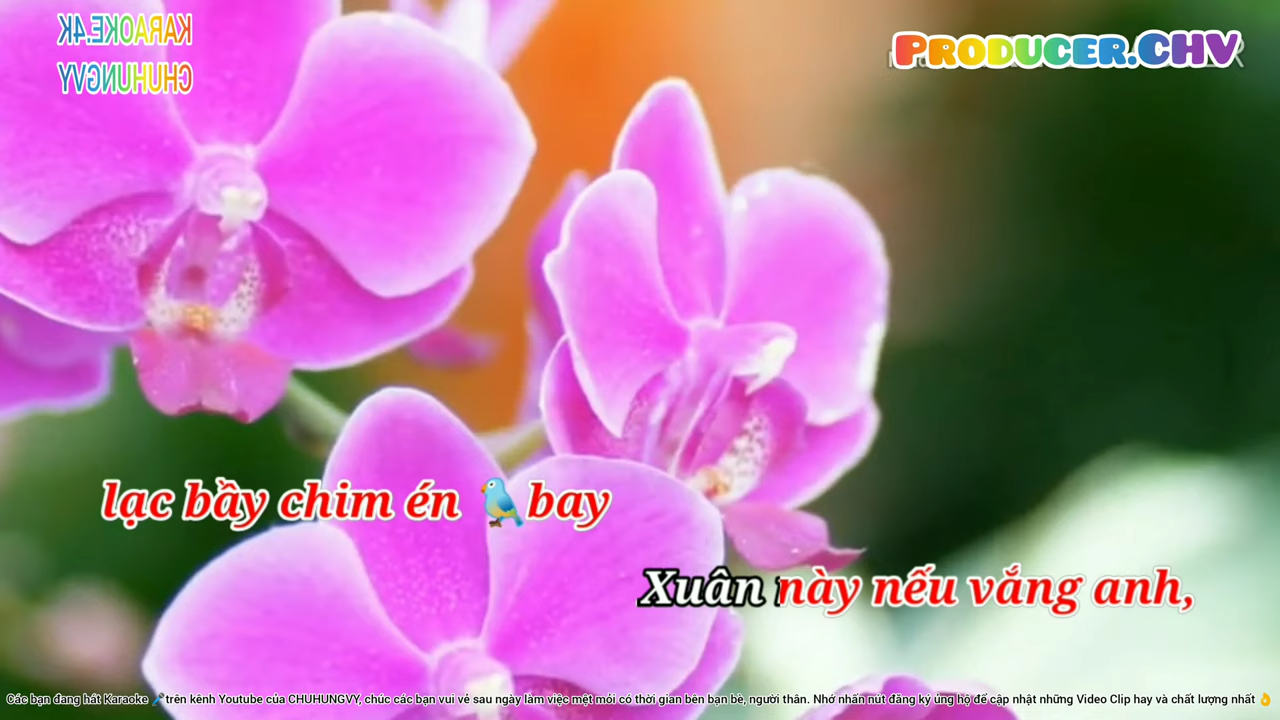 KARAOKE.4K
CHUHUNGVY
PRODUCER.CHV
lạc bầy chim én 🐦bay
Xuân này nếu vắng anh,
Các bạn đang hát Karaoke 🎤trên kênh Youtube của CHUHUNGVY, chúc các bạn vui vẻ sau ngày làm việc mệt mỏi có thời gian bên bạn bè, người thân. Nhớ nhấn nút đăng ký ủng hộ để cập nhật những Video Clip hay và chất lượng nhất 👌